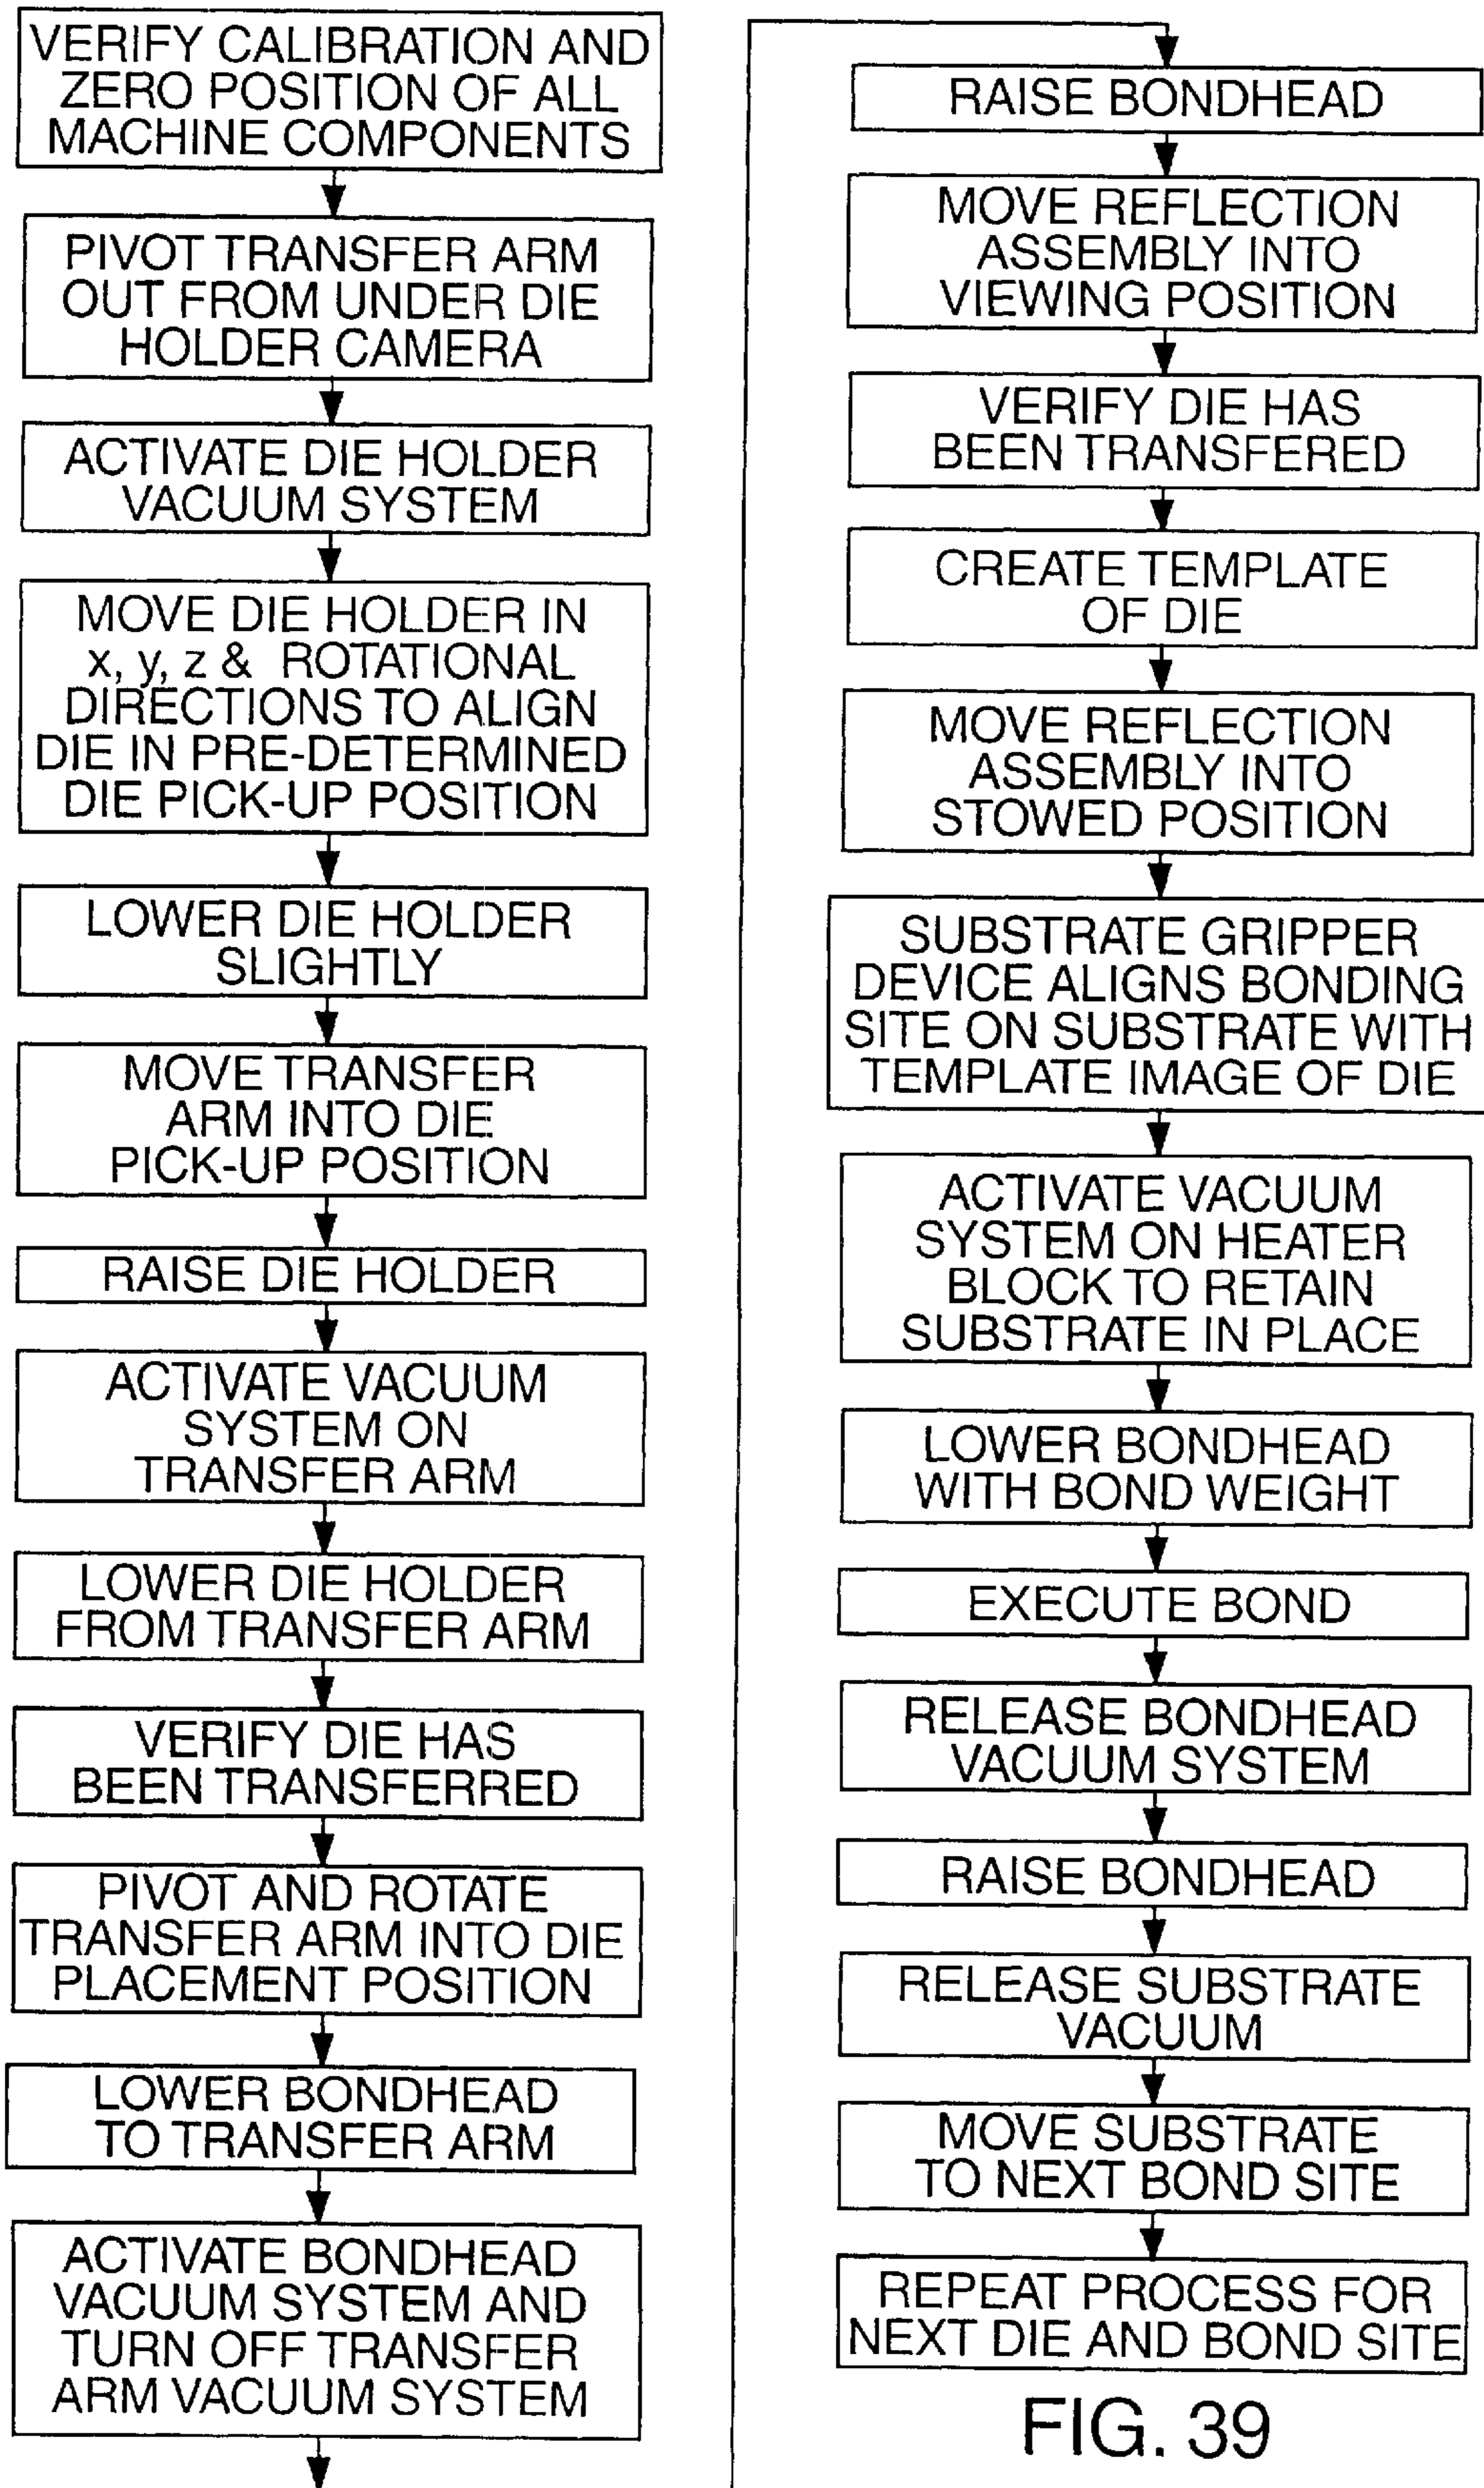 VERIFY CALIBRATION AND
ZERO POSITION OF ALL
MACHINE COMPONENTS
PIVOT TRANSFER ARM
OUT FROM UNDER DIE
HOLDER CAMERA
ACTIVATE DIE HOLDER
VACUUM SYSTEM
MOVE DIE HOLDER IN
x, y, z & ROTATIONAL
DIRECTIONS TO ALIGN
DIE IN PRE-DETERMINED
DIE PICK-UP POSITION
LOWER DIE HOLDER
SLIGHTLY
MOVE TRANSFER
ARM INTO DIE
PICK-UP POSITION
RAISE DIE HOLDER
ACTIVATE VACUUM
SYSTEM ON
TRANSFER ARM
LOWER DIE HOLDER
FROM TRANSFER ARM
VERIFY DIE HAS
BEEN TRANSFERRED
PIVOT AND ROTATE
TRANSFER ARM INTO DIE
PLACEMENT POSITION
LOWER BONDHEAD
TO TRANSFER ARM
ACTIVATE BONDHEAD
VACUUM SYSTEM AND
TURN OFF TRANSFER
ARM VACUUM SYSTEM
RAISE BONDHEAD
MOVE REFLECTION
ASSEMBLY INTO
VIEWING POSITION
VERIFY DIE HAS
BEEN TRANSFERED
CREATE TEMPLATE
OF DIE
MOVE REFLECTION
ASSEMBLY INTO
STOWED POSITION
SUBSTRATE GRIPPER
DEVICE ALIGNS BONDING
SITE ON SUBSTRATE WITH
TEMPLATE IMAGE OF DIE
ACTIVATE VACUUM
SYSTEM ON HEATER
BLOCK TO RETAIN
SUBSTRATE IN PLACE
LOWER BONDHEAD
WITH BOND WEIGHT
EXECUTE BOND
RELEASE BONDHEAD
VACUUM SYSTEM
RAISE BONDHEAD
RELEASE SUBSTRATE
VACUUM
MOVE SUBSTRATE
TO NEXT BOND SITE
REPEAT PROCESS FOR
NEXT DIE AND BOND SITE
FIG. 39